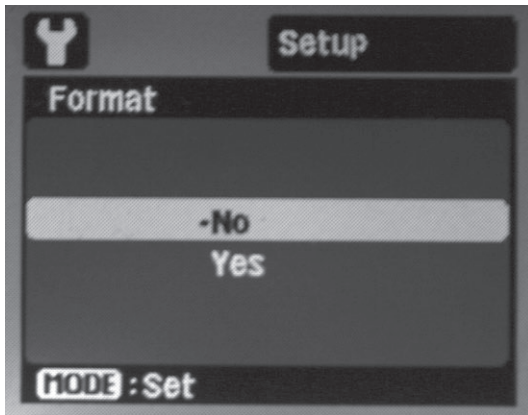 Setup
Format
-No
Yes
MODE :Set